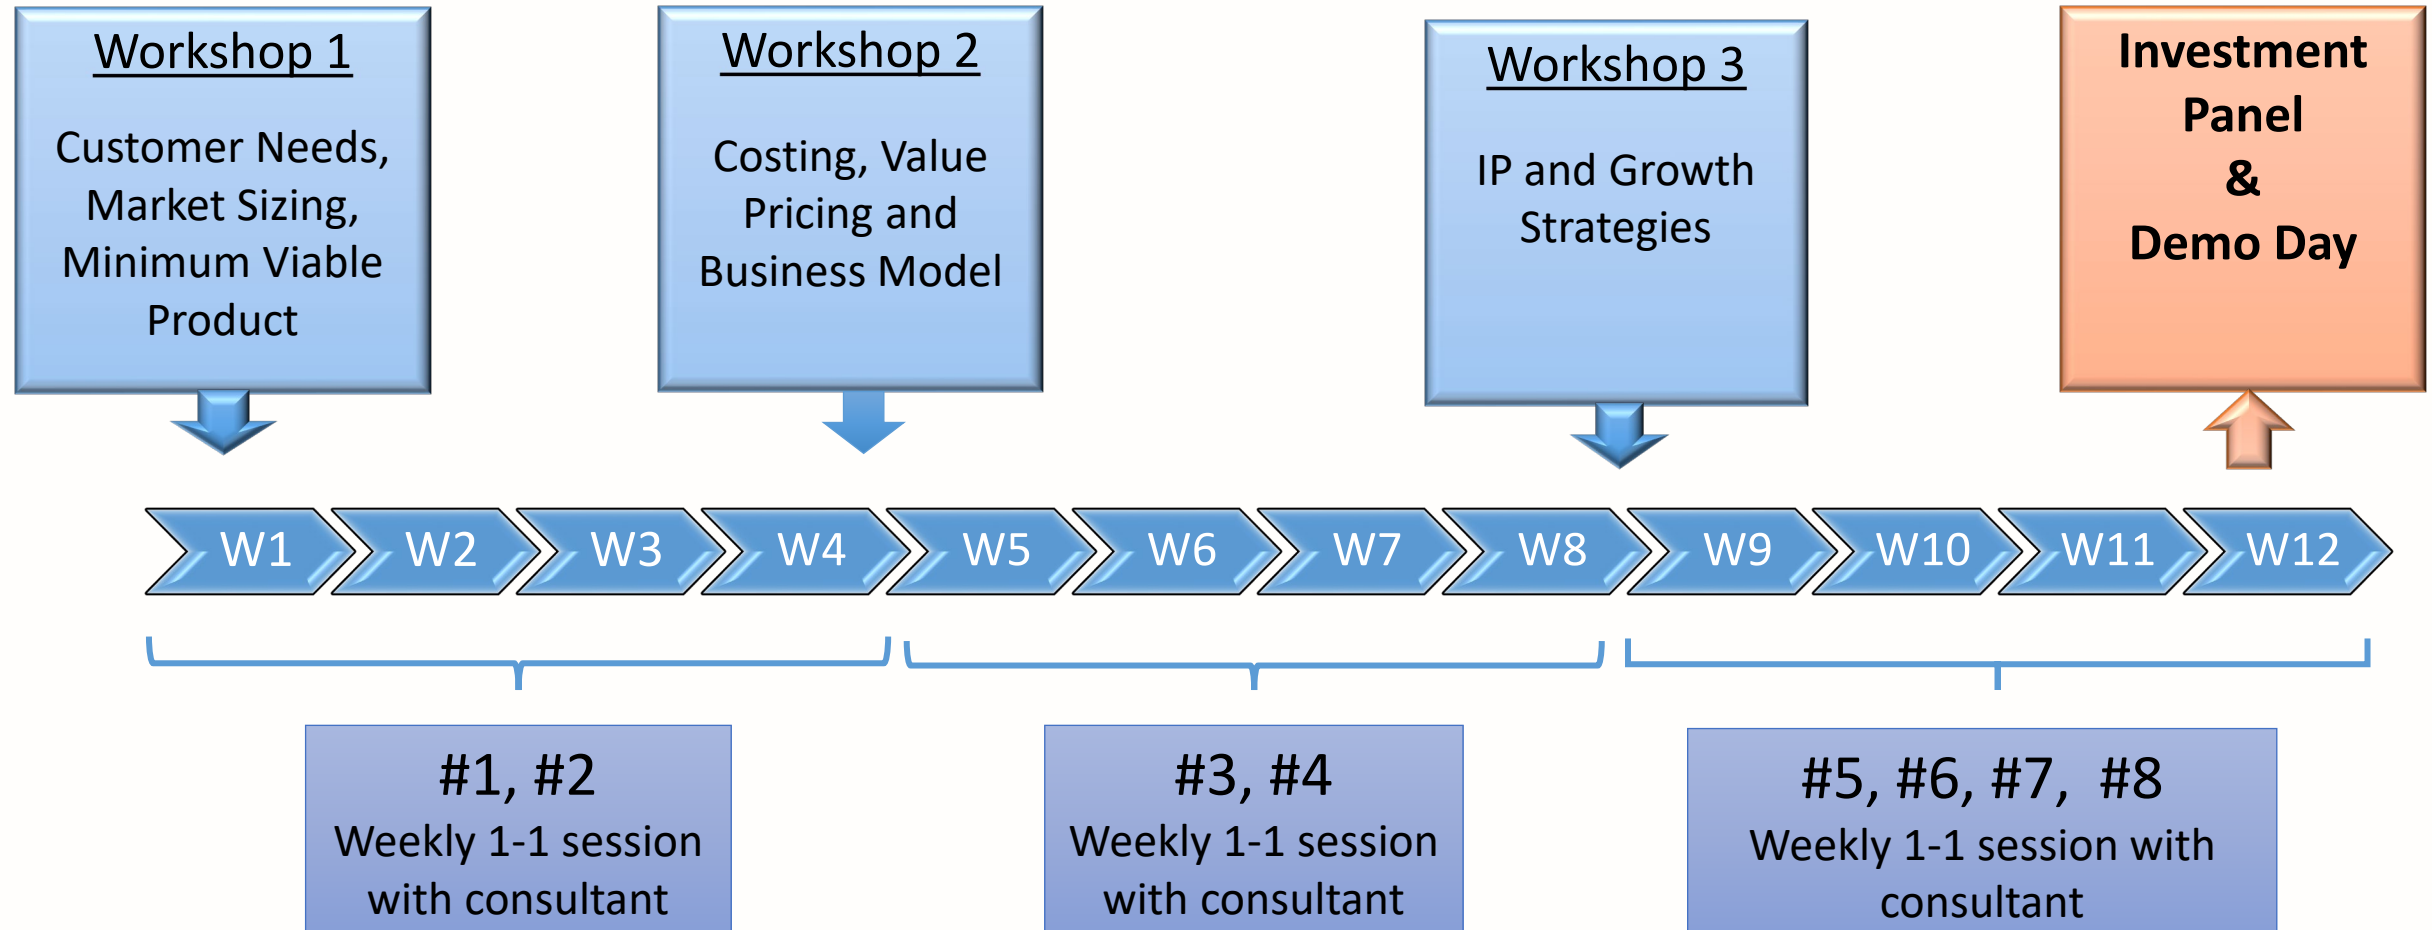 Workshop 1
Customer Needs,
Market Sizing,
Minimum Viable
Product
Workshop 2
Costing, Value
Pricing and
Business Model
Workshop 3
IP and Growth
Strategies
Investment
Panel
&
Demo Day
W1
W2
W3
W4
W5
W6
W7
W8
W9
W10
W11
W12
#1, #2
Weekly 1-1 session
with consultant
#3, #4
Weekly 1-1 session
with consultant
#5, #6, #7, #8
Weekly 1-1 session with
consultant